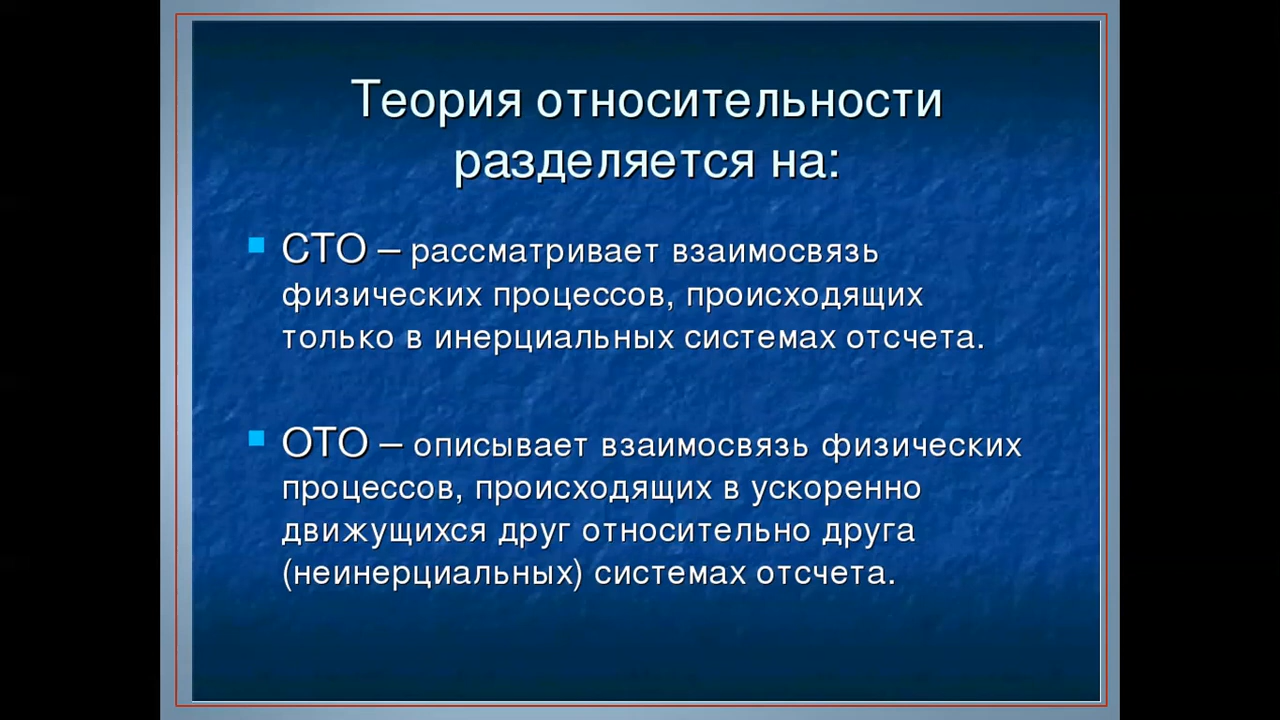 Теория относительности
разделяется на:
СТО – рассматривает взаимосвязь
физических процессов, происходящих
только в инерциальных системах отсчета.
ОТО – описывает взаимосвязь физических
процессов, происходящих в ускоренно
движущихся друг относительно друга
(неинерциальных) системах отсчета.